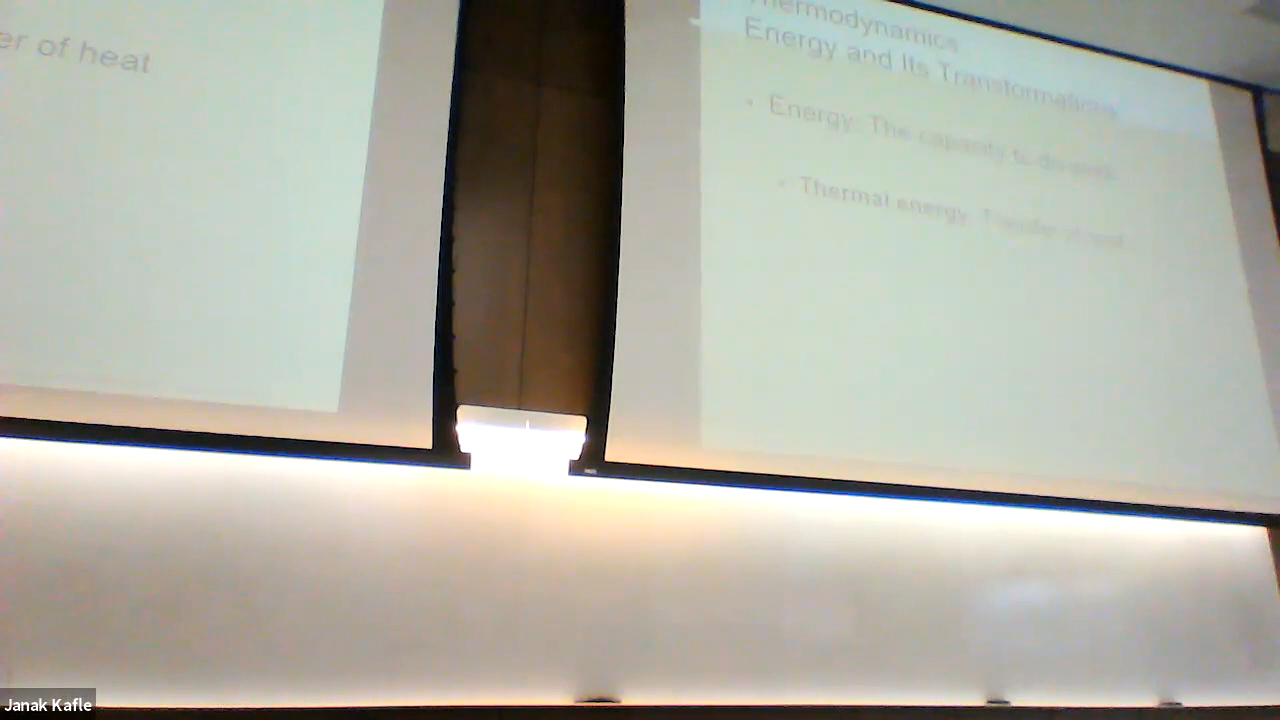 er of heat
Thermodynamics
Energy and Its Transformations
• Energy: The capacity to do work
• Thermal energy: Transfer of heat
Janak Kafle